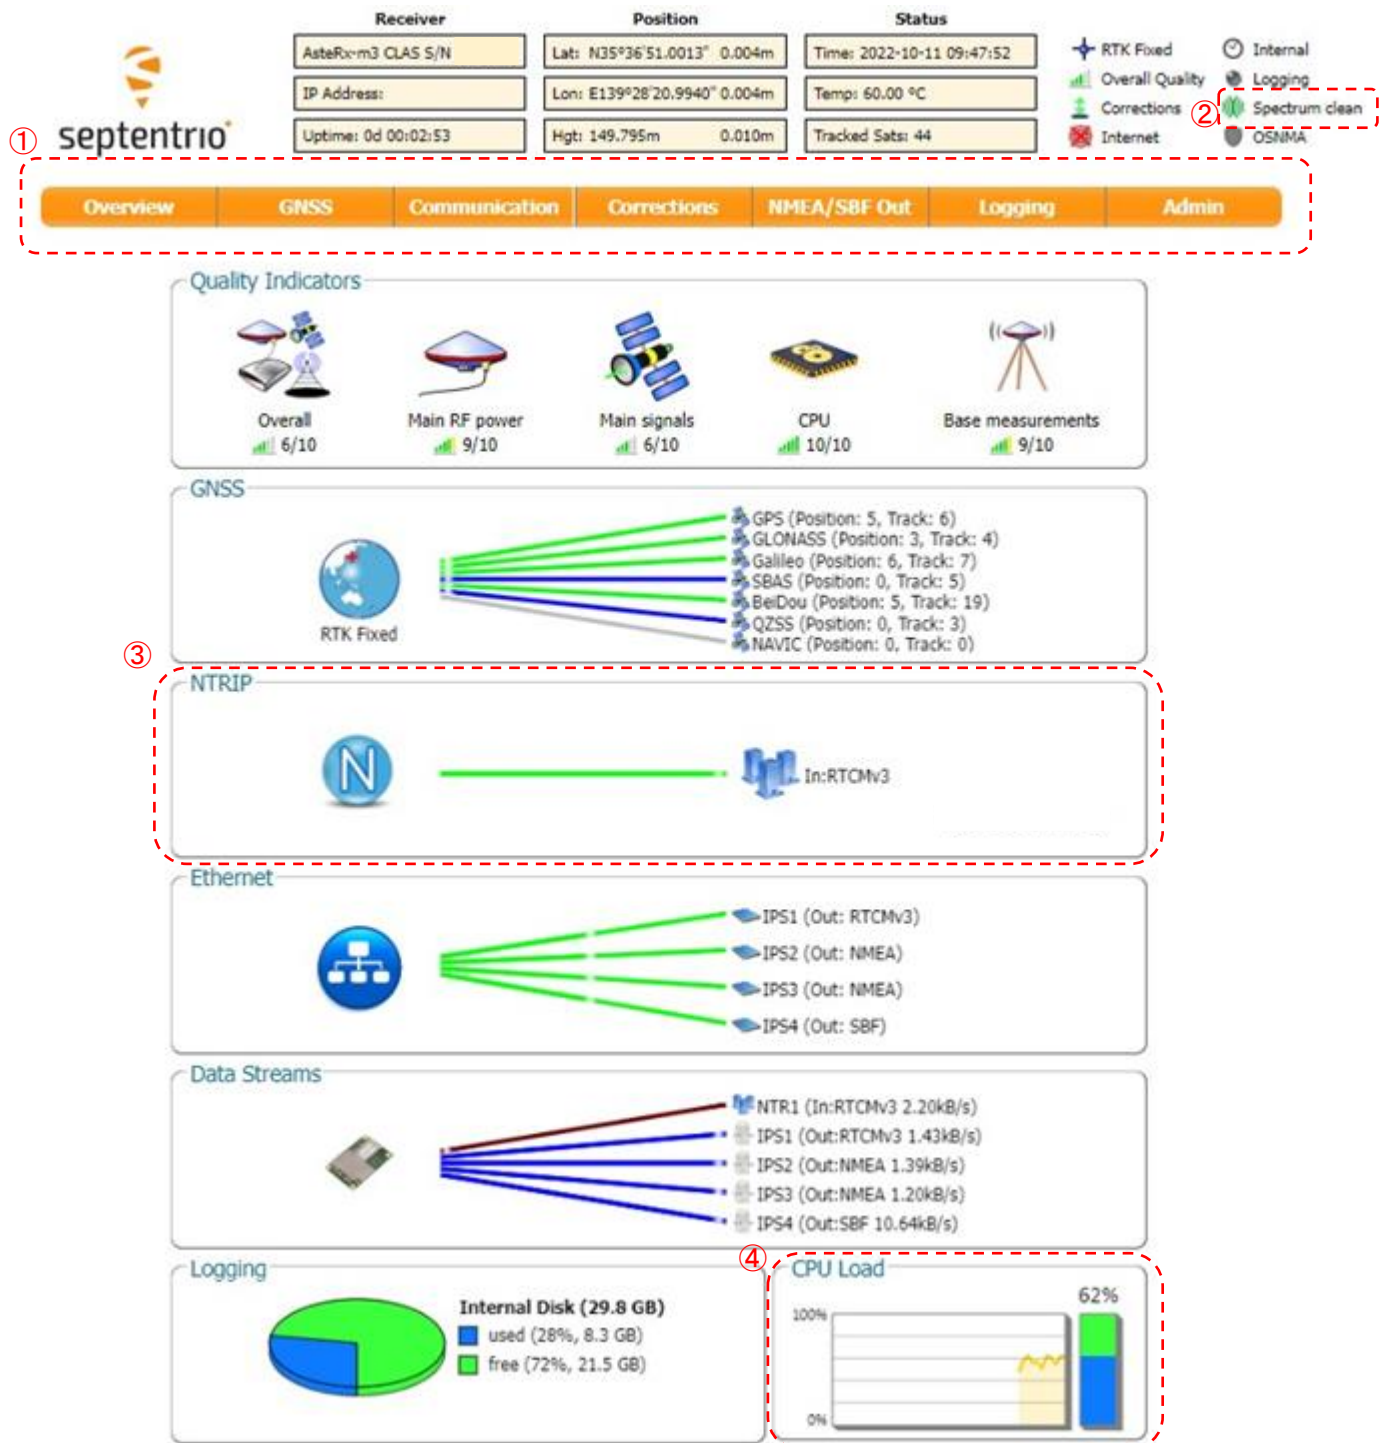 Receiver Position Status
AsteRx-m3 CLAS S/N
Lat: N35°36'51.0013" 0.004m
Time: 2022-10-11 09:47:52
RTK Fixed
Internal
IP Address:
Lon: E139°28'20.9940" 0.004m
Temp: 60.00 °C
Overall Quality
Logging
Corrections
② Spectrum clean
Uptime: 0d 00:02:53
Hgt: 149.795m 0.010m
Tracked Sats: 44
Internet
OSNMA
septentrio
①
Overview GNSS Communication Corrections NMEA/SBF Out Logging Admin
Quality Indicators
Overall Main RF power Main signals CPU Base measurements
6/10 9/10 6/10 10/10 9/10
GNSS
GPS (Position: 5, Track: 6)
GLONASS (Position: 3, Track: 4)
Galileo (Position: 6, Track: 7)
SBAS (Position: 0, Track: 5)
BeiDou (Position: 5, Track: 19)
QZSS (Position: 0, Track: 3)
NAVIC (Position: 0, Track: 0)
RTK Fixed
③
NTRIP
N
In:RTCMv3
Ethernet
IPS1 (Out: RTCMv3)
IPS2 (Out: NMEA)
IPS3 (Out: NMEA)
IPS4 (Out: SBF)
Data Streams
NTR1 (In:RTCMv3 2.20kB/s)
IPS1 (Out:RTCMv3 1.43kB/s)
IPS2 (Out:NMEA 1.39kB/s)
IPS3 (Out:NMEA 1.20kB/s)
IPS4 (Out:SBF 10.64kB/s)
Logging
Internal Disk (29.8 GB)
used (28%, 8.3 GB)
free (72%, 21.5 GB)
④
CPU Load
62%
100%
0%